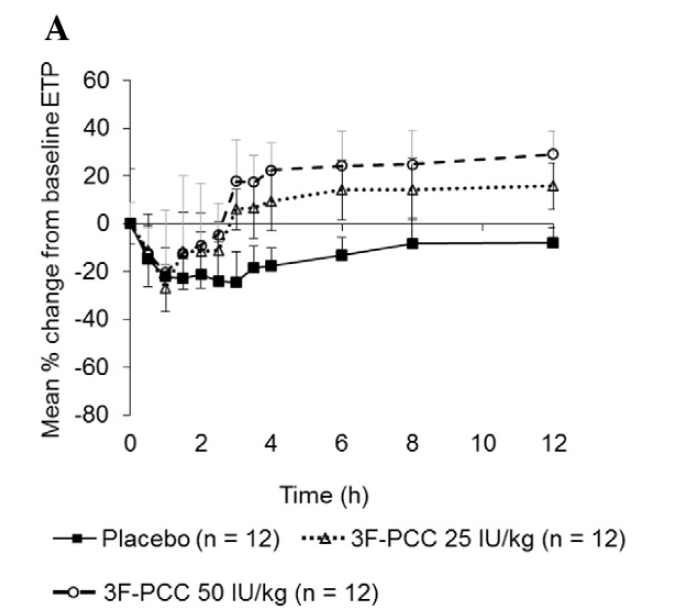 A
Mean % change from baseline ETP
60
40
20
0
-20
-40
-60
-80
0 2 4 6 8 10 12
Time (h)
Placebo (n = 12) 3F-PCC 25 IU/kg (n = 12)
3F-PCC 50 IU/kg (n = 12)